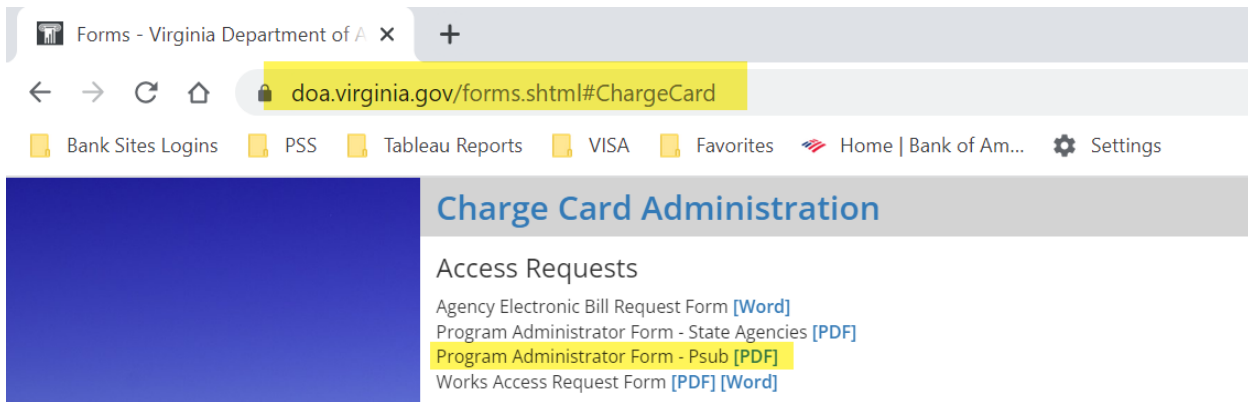 Forms - Virginia Department of A
doa.virginia.gov/forms.shtml#ChargeCard
Bank Sites Logins PSS Tableau Reports VISA Favorites Home | Bank of Am... Settings
Charge Card Administration
Access Requests
Agency Electronic Bill Request Form [Word]
Program Administrator Form - State Agencies [PDF]
Program Administrator Form - Psub [PDF]
Works Access Request Form [PDF] [Word]